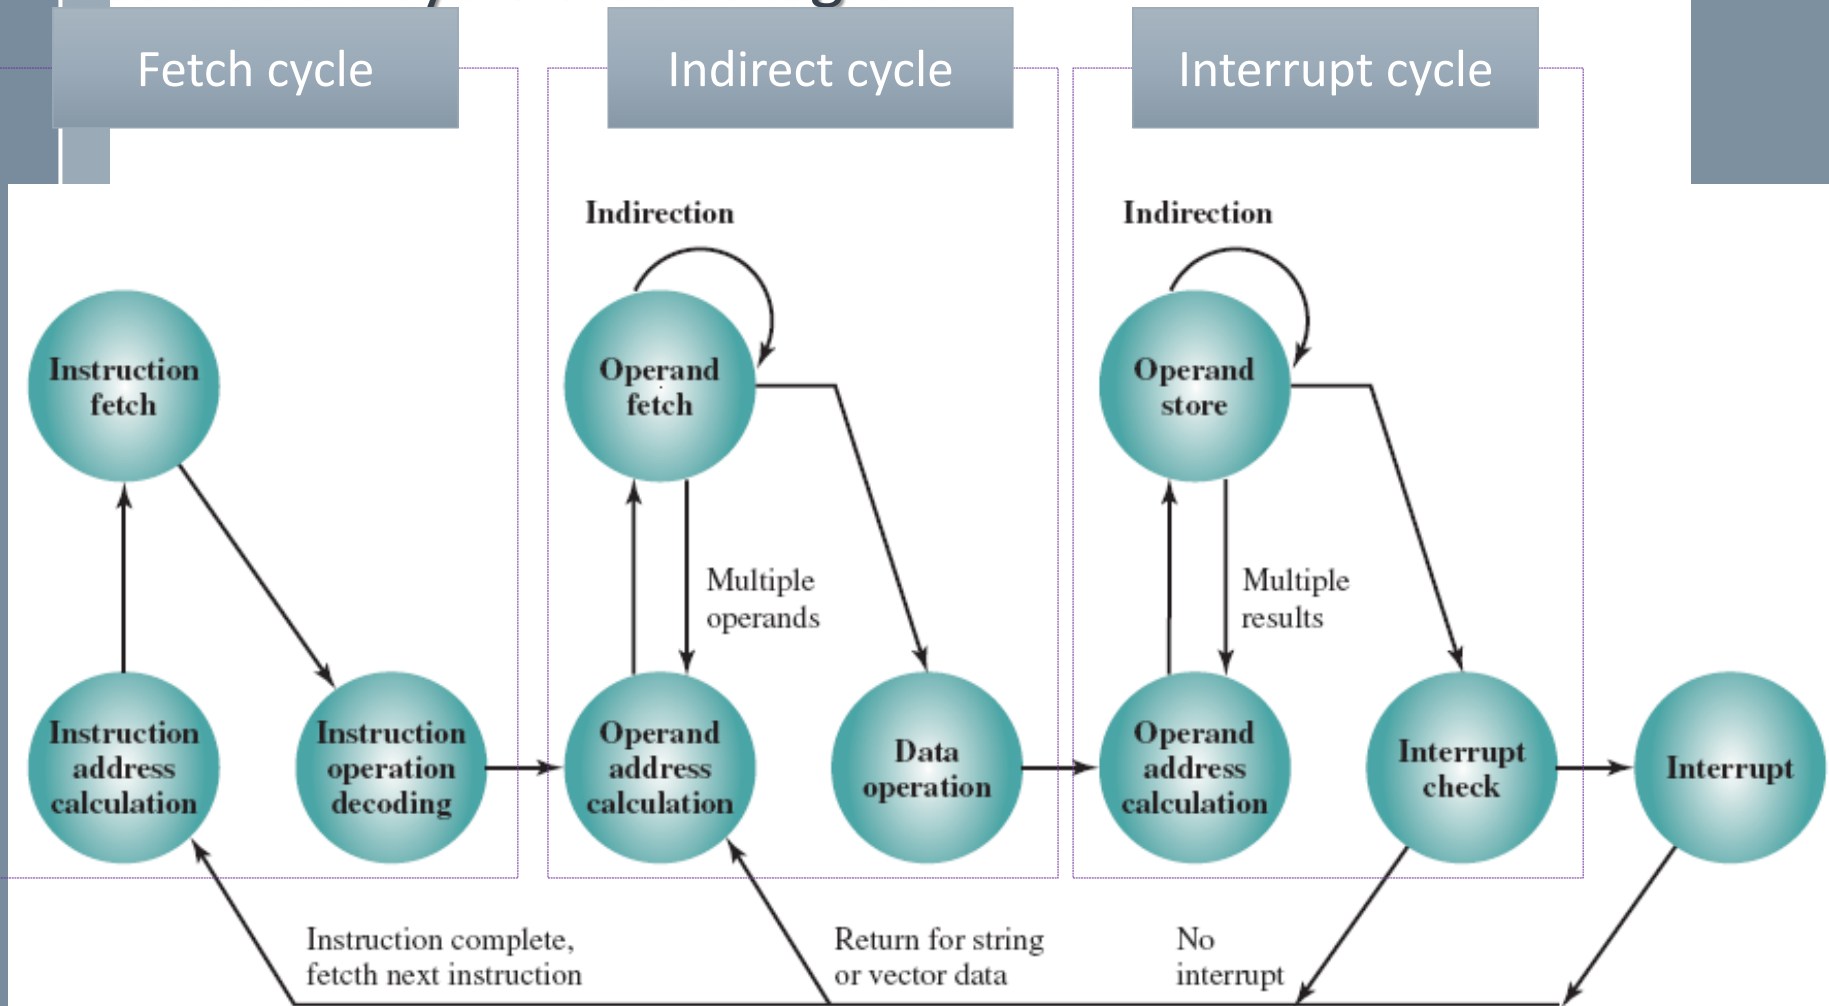 Fetch cycle
Indirect cycle
Interrupt cycle
Indirection
Indirection
Instruction
fetch
Operand
fetch
Operand
store
Multiple
operands
Multiple
results
Instruction
address
calculation
Instruction
operation
decoding
Operand
address
calculation
Data
operation
Operand
address
calculation
Interrupt
check
Interrupt
Instruction complete,
fetcth next instruction
Return for string
or vector data
No
interrupt